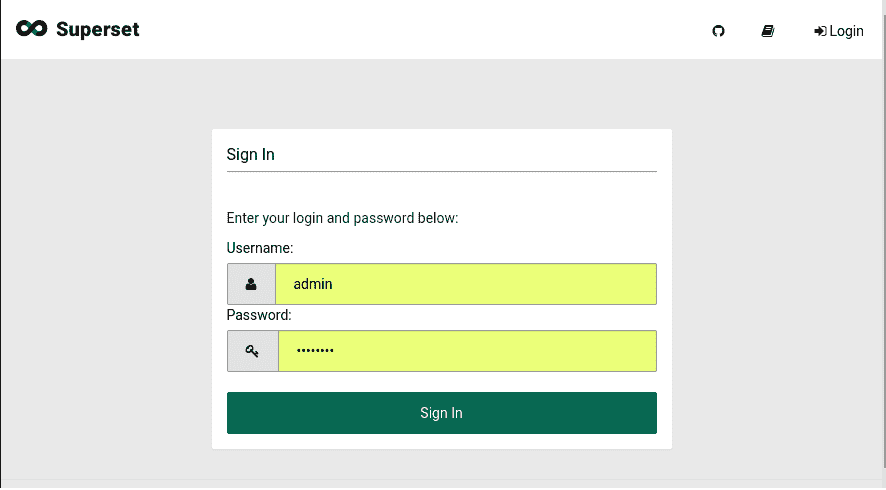 Superset
Login
Sign In
Enter your login and password below:
Username:
admin
Password:
••••••••
Sign In